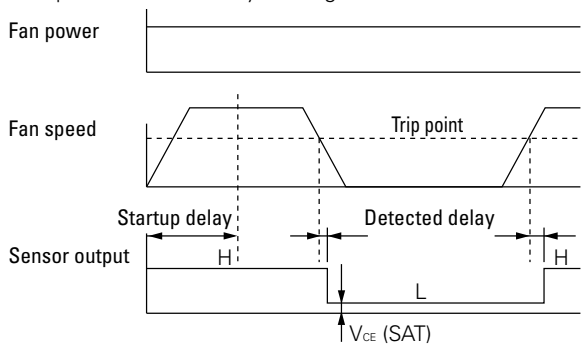 Fan power
Fan speed
Trip point
Startup delay
Detected delay
Sensor output
H
H
L
VCE (SAT)